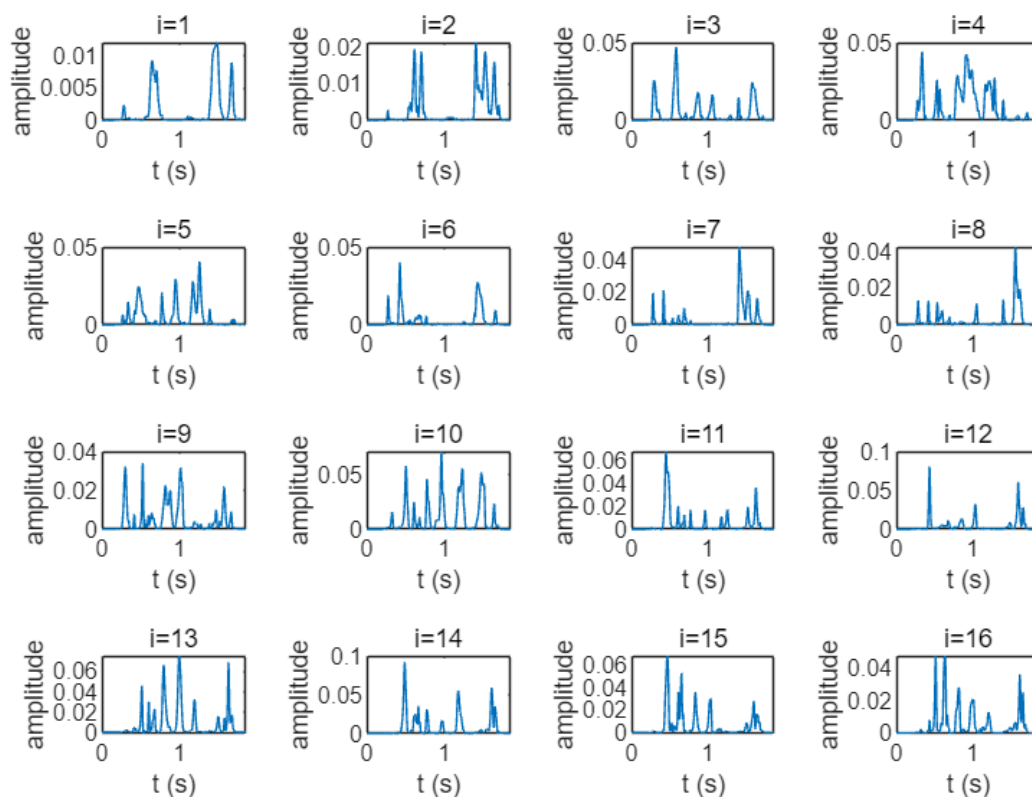 i=1 i=2 i=3 i=4
amplitude 0.01 0.005 0 0 1 t (s)
amplitude 0.02 0.01 0 0 1 t (s)
amplitude 0.05 0 0 1 t (s)
amplitude 0.05 0 0 1 t (s)
i=5 i=6 i=7 i=8
amplitude 0.05 0 0 1 t (s)
amplitude 0.05 0 0 1 t (s)
amplitude 0.04 0.02 0 0 1 t (s)
amplitude 0.04 0.02 0 0 1 t (s)
i=9 i=10 i=11 i=12
amplitude 0.04 0.02 0 0 1 t (s)
amplitude 0.05 0 0 1 t (s)
amplitude 0.06 0.04 0.02 0 0 1 t (s)
amplitude 0.1 0.05 0 0 1 t (s)
i=13 i=14 i=15 i=16
amplitude 0.06 0.04 0.02 0 0 1 t (s)
amplitude 0.1 0.05 0 0 1 t (s)
amplitude 0.06 0.04 0.02 0 0 1 t (s)
amplitude 0.04 0.02 0 0 1 t (s)